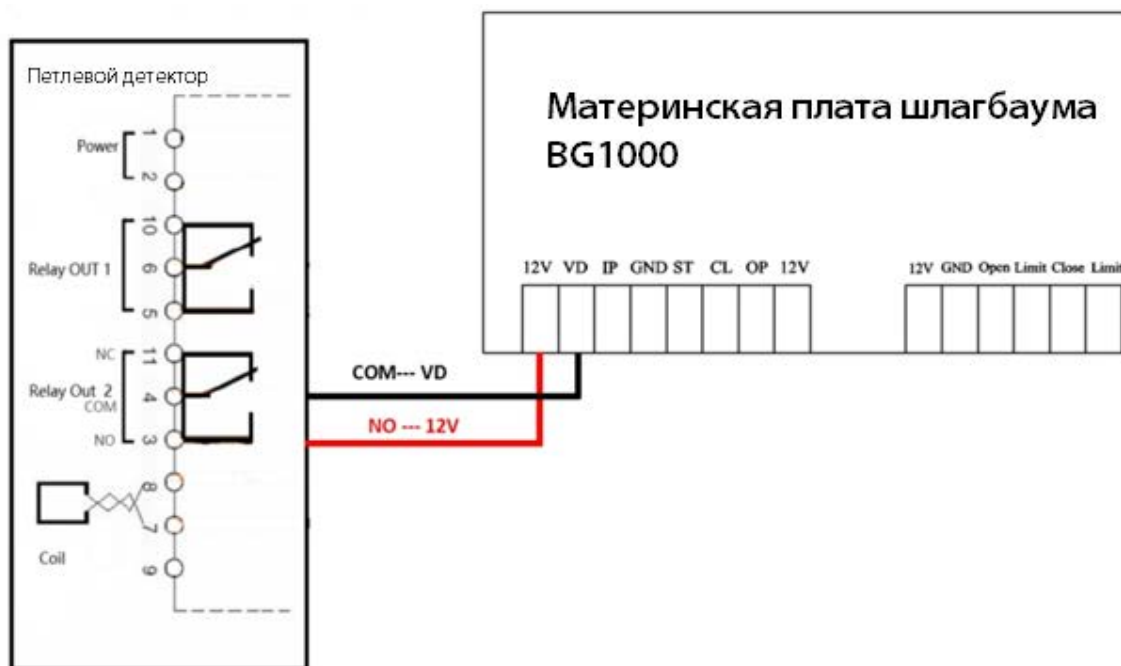 Петлевой детектор
Power
1
2
Relay OUT 1
10
6
5
NC
Relay Out 2
COM
NO
11
4
3
8
7
9
Coil
COM--- VD
NO --- 12V
Материнская плата шлагбаума
BG1000
12V VD IP GND ST CL OP 12V
12V GND Open Limit Close Limit